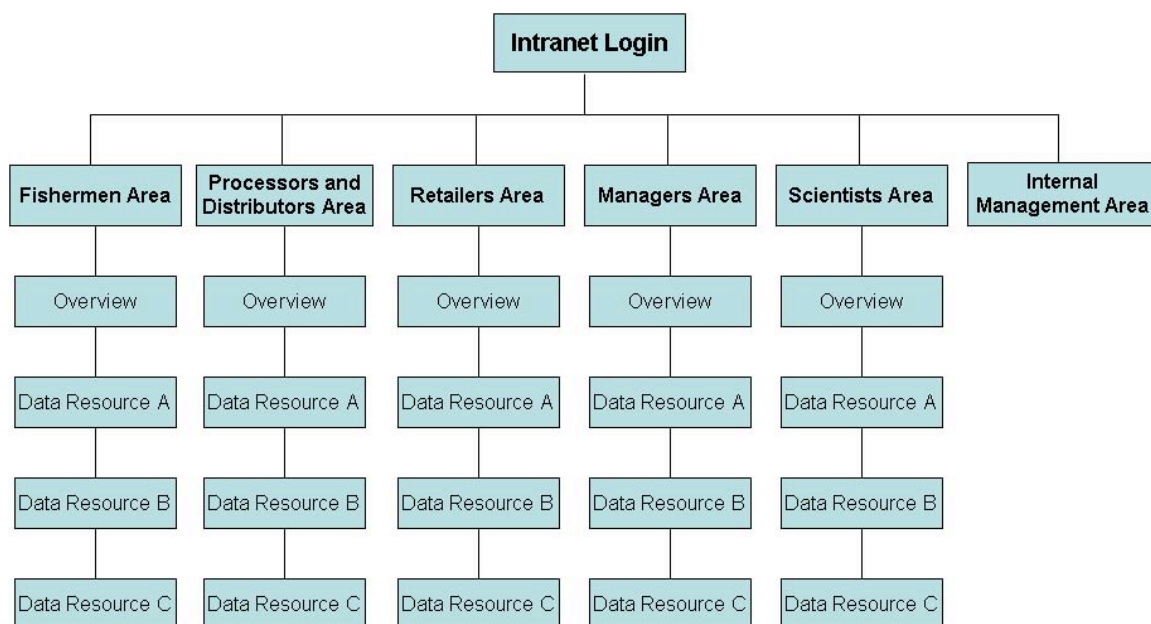 Intranet Login
Fishermen Area
Processors and
Distributors Area
Retailers Area
Managers Area
Scientists Area
Internal
Management Area
Overview
Overview
Overview
Overview
Overview
Data Resource A
Data Resource A
Data Resource A
Data Resource A
Data Resource A
Data Resource B
Data Resource B
Data Resource B
Data Resource B
Data Resource B
Data Resource C
Data Resource C
Data Resource C
Data Resource C
Data Resource C